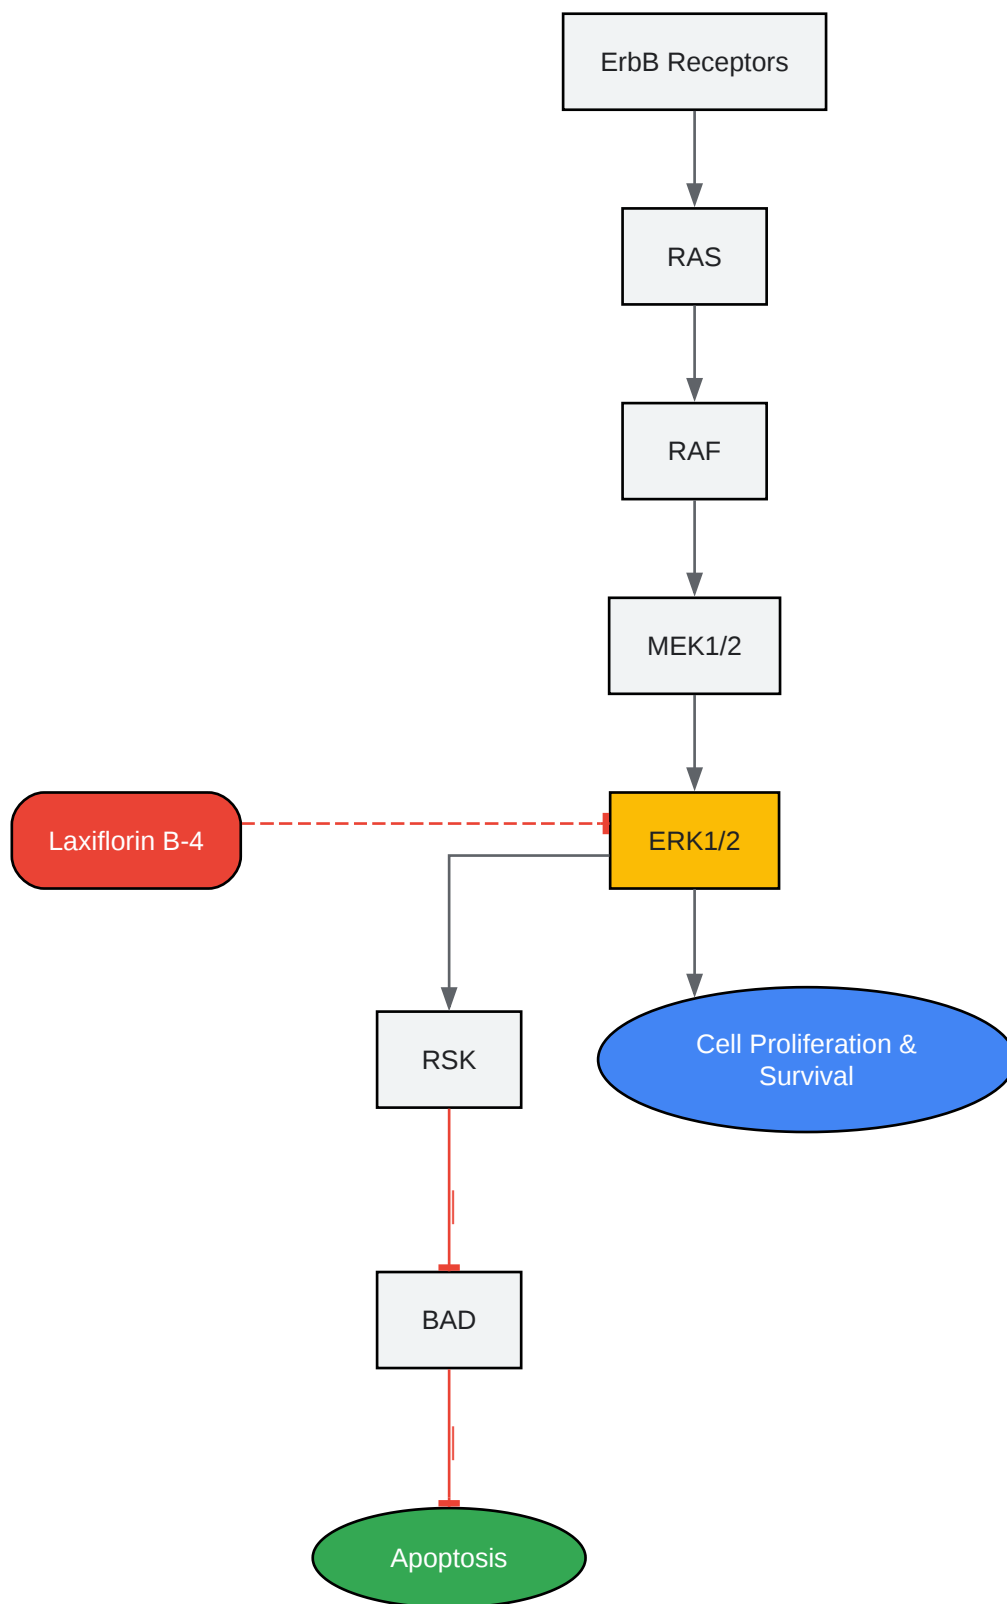 ErbB Receptors
RAS
RAF
MEK1/2
Laxiflorin B-4
ERK1/2
RSK
Cell Proliferation &
Survival
BAD
Apoptosis